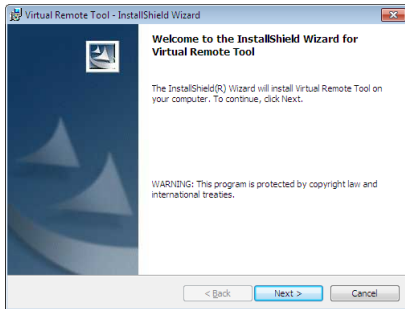 Virtual Remote Tool - InstallShield Wizard
Welcome to the InstallShield Wizard for
Virtual Remote Tool
The InstallShield(R) Wizard will install Virtual Remote Tool on
your computer. To continue, click Next.
WARNING: This program is protected by copyright law and
international treaties.
< Back
Next >
Cancel